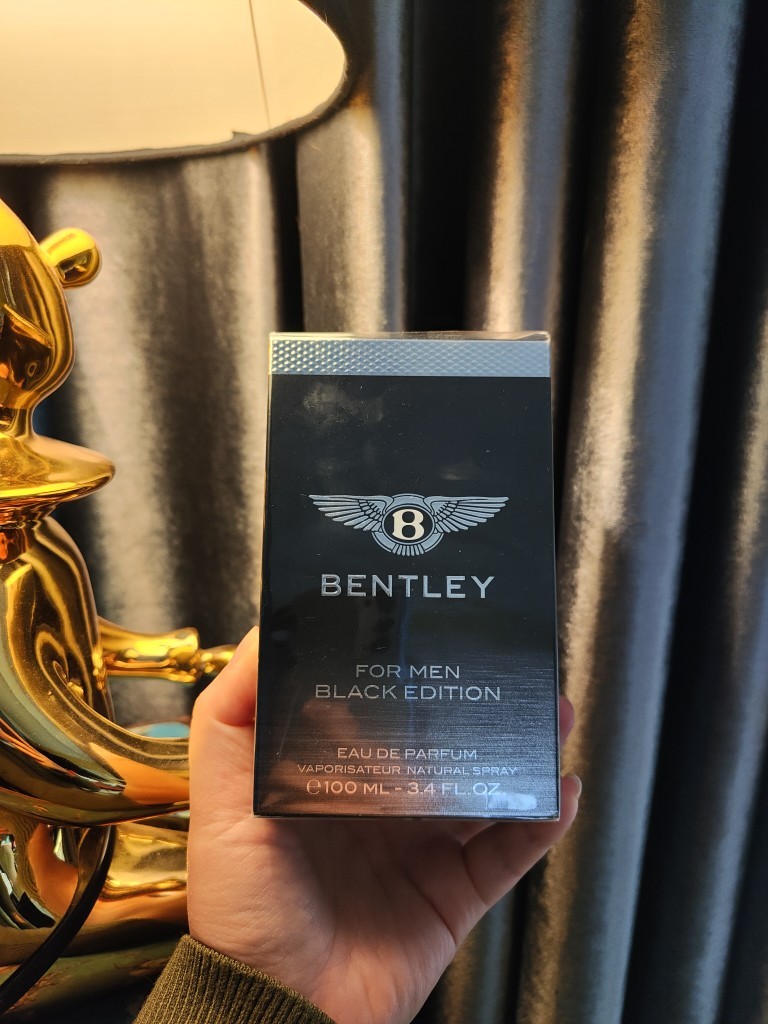 B
BENTLEY
FOR MEN
BLACK EDITION
EAU DE PARFUM
VAPORISATEUR NATURAL SPRAY
℮100 ML - 3.4 FL.OZ.